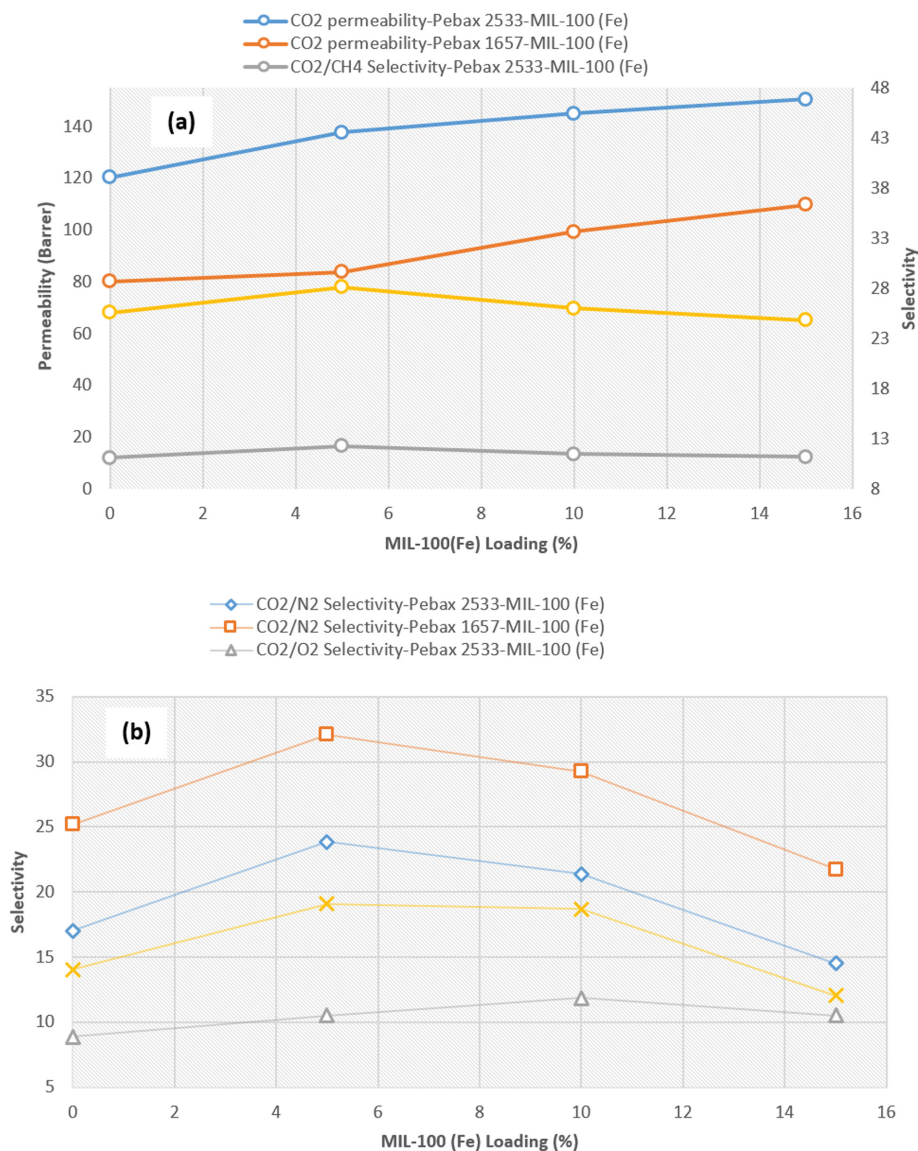 CO2 permeability-Pebax 2533-MIL-100 (Fe)
CO2 permeability-Pebax 1657-MIL-100 (Fe)
CO2/CH4 Selectivity-Pebax 2533-MIL-100 (Fe)
(a)
Permeability (Barrer)
140
120
100
80
60
40
20
0
48
43
38
33
28
23
18
13
8
Selectivity
0 2 4 6 8 10 12 14 16
MIL-100(Fe) Loading (%)
CO2/N2 Selectivity-Pebax 2533-MIL-100 (Fe)
CO2/N2 Selectivity-Pebax 1657-MIL-100 (Fe)
CO2/O2 Selectivity-Pebax 2533-MIL-100 (Fe)
(b)
Selectivity
35
30
25
20
15
10
5
0 2 4 6 8 10 12 14 16
MIL-100 (Fe) Loading (%)